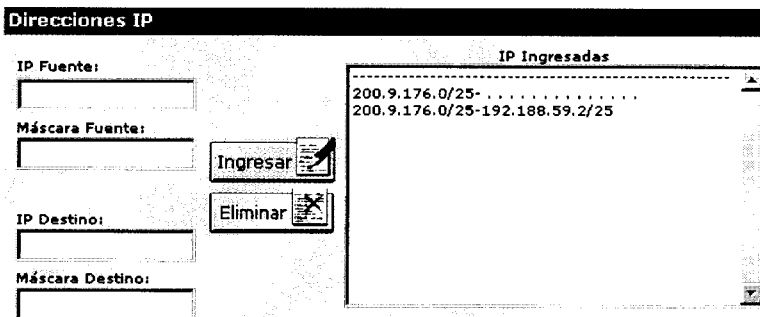 Direcciones IP
IP Fuente:
Máscara Fuente:
Ingresar
Eliminar
IP Destino:
Máscara Destino:
IP Ingresadas
--------------------------------------------------
200.9.176.0/25- . . . . . . . . . . . . . .
200.9.176.0/25-192.188.59.2/25